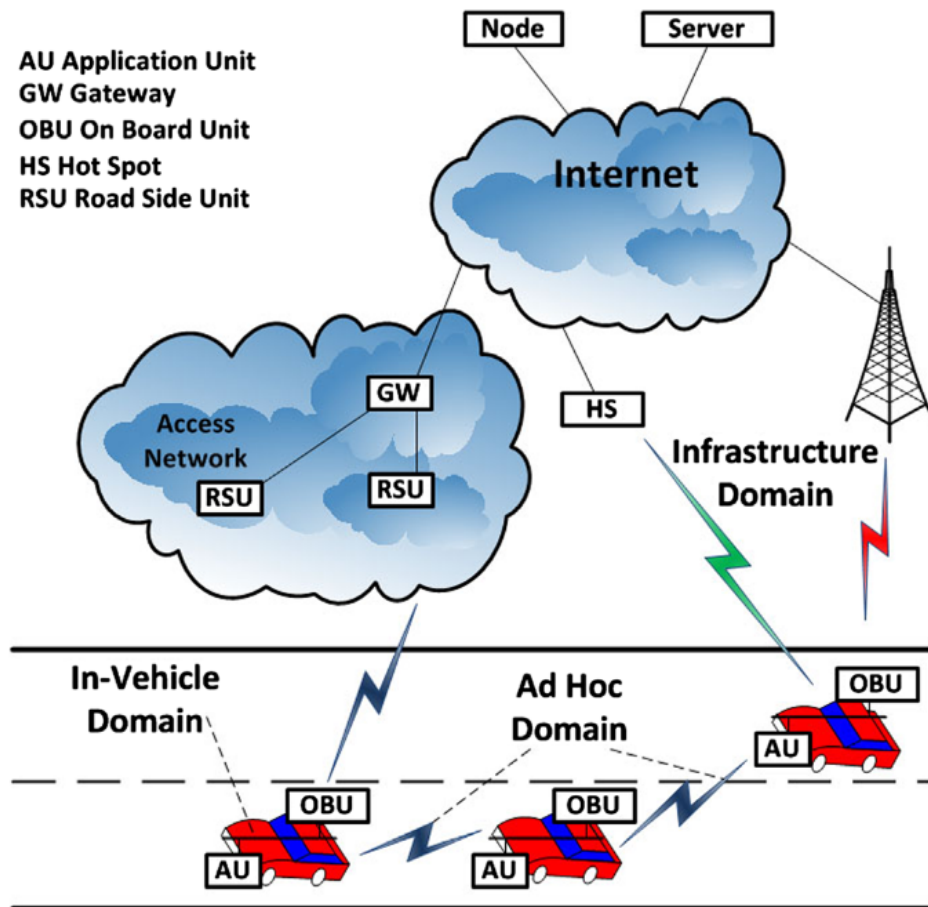 Node
Server
AU Application Unit
GW Gateway
OBU On Board Unit
HS Hot Spot
RSU Road Side Unit
Internet
GW
HS
Access
Network
RSU
RSU
Infrastructure
Domain
In-Vehicle
Domain
Ad Hoc
Domain
OBU
AU
OBU
AU
OBU
AU